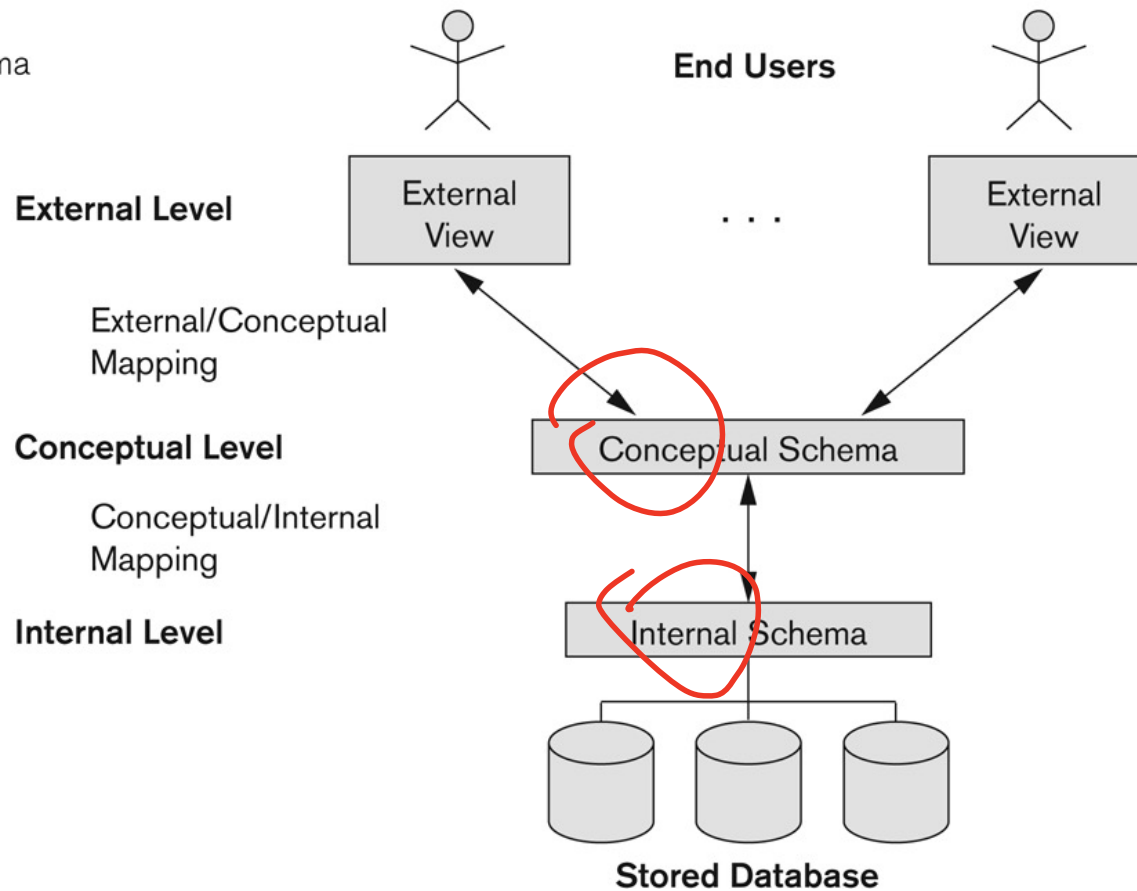 ma
End Users
External Level
External
View
. . .
External
View
External/Conceptual
Mapping
Conceptual Level
Conceptual Schema
Conceptual/Internal
Mapping
Internal Level
Internal Schema
Stored Database